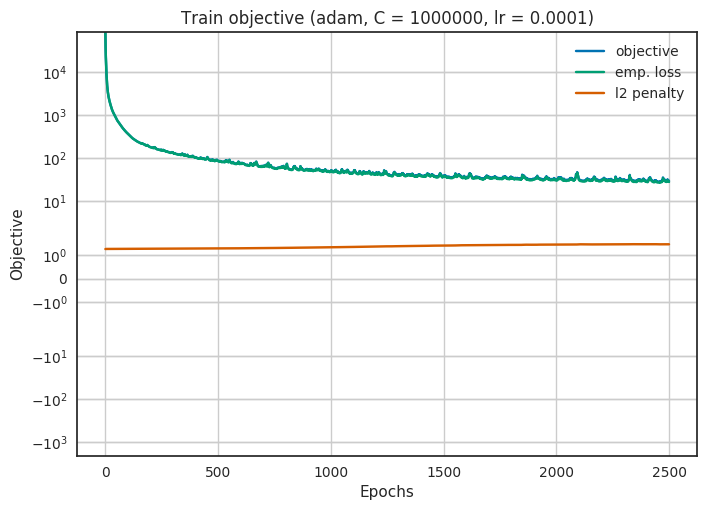 Train objective (adam, C = 1000000, lr = 0.0001)
objective
emp. loss
l2 penalty
10⁴
10³
10²
10¹
10⁰
0
−10⁰
−10¹
−10²
−10³
Objective
0 500 1000 1500 2000 2500
Epochs